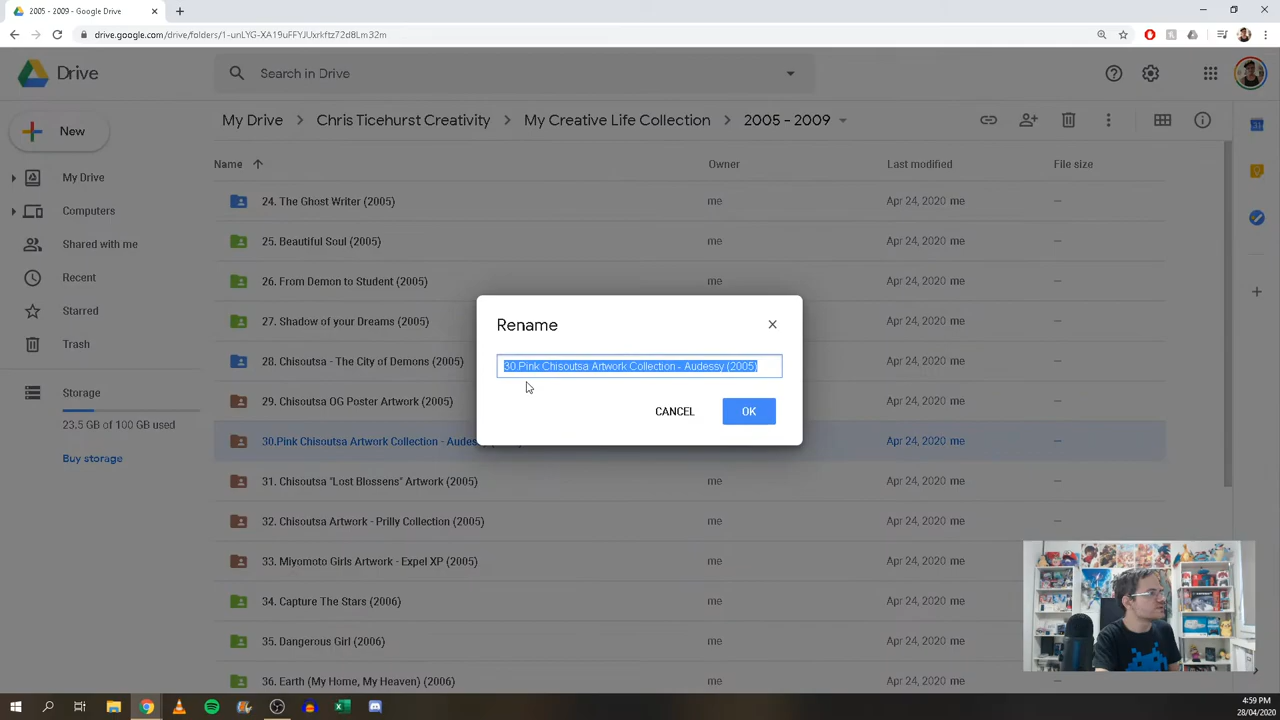 2005 - 2009 - Google Drive
drive.google.com/drive/folders/1-unLYG-XA19uFFYJUxrkftz72d8Lm32m
Drive
Search in Drive
New
My Drive
Computers
Shared with me
Recent
Starred
Trash
Storage
23.5 GB of 100 GB used
Buy storage
My Drive > Chris Ticehurst Creativity > My Creative Life Collection > 2005 - 2009
Name Owner Last modified File size
24. The Ghost Writer (2005) me Apr 24, 2020 me —
25. Beautiful Soul (2005) me Apr 24, 2020 me —
26. From Demon to Student (2005) me Apr 24, 2020 me —
27. Shadow of your Dreams (2005) me Apr 24, 2020 me —
28. Chisoutsa - The City of Demons (2005) Apr 24, 2020 me —
29. Chisoutsa OG Poster Artwork (2005) Apr 24, 2020 me —
30.Pink Chisoutsa Artwork Collection - Audes Apr 24, 2020 me —
31. Chisoutsa "Lost Blossens" Artwork (2005) me Apr 24, 2020 me —
32. Chisoutsa Artwork - Prilly Collection (2005) me Apr 24, 2020 me —
33. Miyomoto Girls Artwork - Expel XP (2005) me Apr 24, 2020 me
34. Capture The Stars (2006) me Apr 24, 2020 me
35. Dangerous Girl (2006) me Apr 24, 2020 me
36. Earth (My Home, My Heaven) (2006) me Apr 24, 2020 me
Rename
30.Pink Chisoutsa Artwork Collection - Audessy (2005)
CANCEL OK
31
4:59 PM
28/04/2020